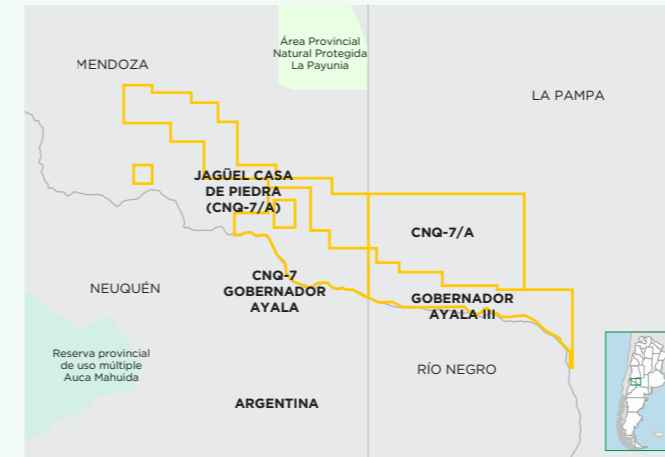 Área Provincial
Natural Protegida
La Payunia
MENDOZA
LA PAMPA
JAGÜEL CASA
DE PIEDRA
(CNQ-7/A)
CNQ-7/A
CNQ-7
GOBERNADOR
AYALA
NEUQUÉN
GOBERNADOR
AYALA III
Reserva provincial
de uso múltiple
Auca Mahuida
RÍO NEGRO
ARGENTINA